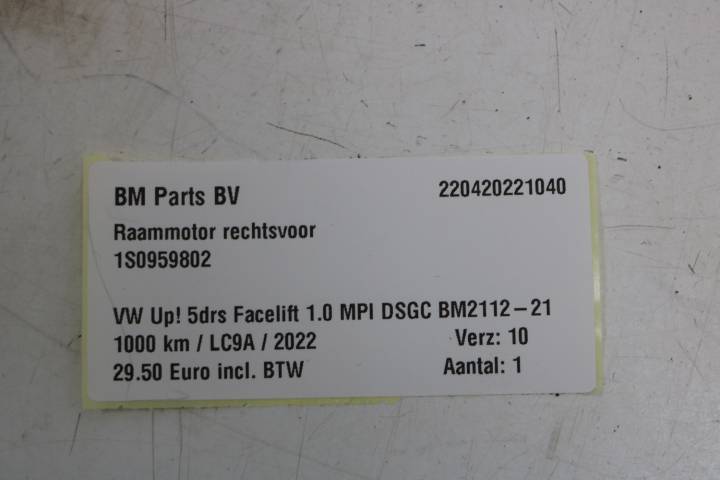 BM Parts BV 220420221040
Raammotor rechtsvoor
1S0959802
VW Up! 5drs Facelift 1.0 MPI DSGC BM2112-21
1000 km / LC9A / 2022 Verz: 10
29.50 Euro incl. BTW Aantal: 1